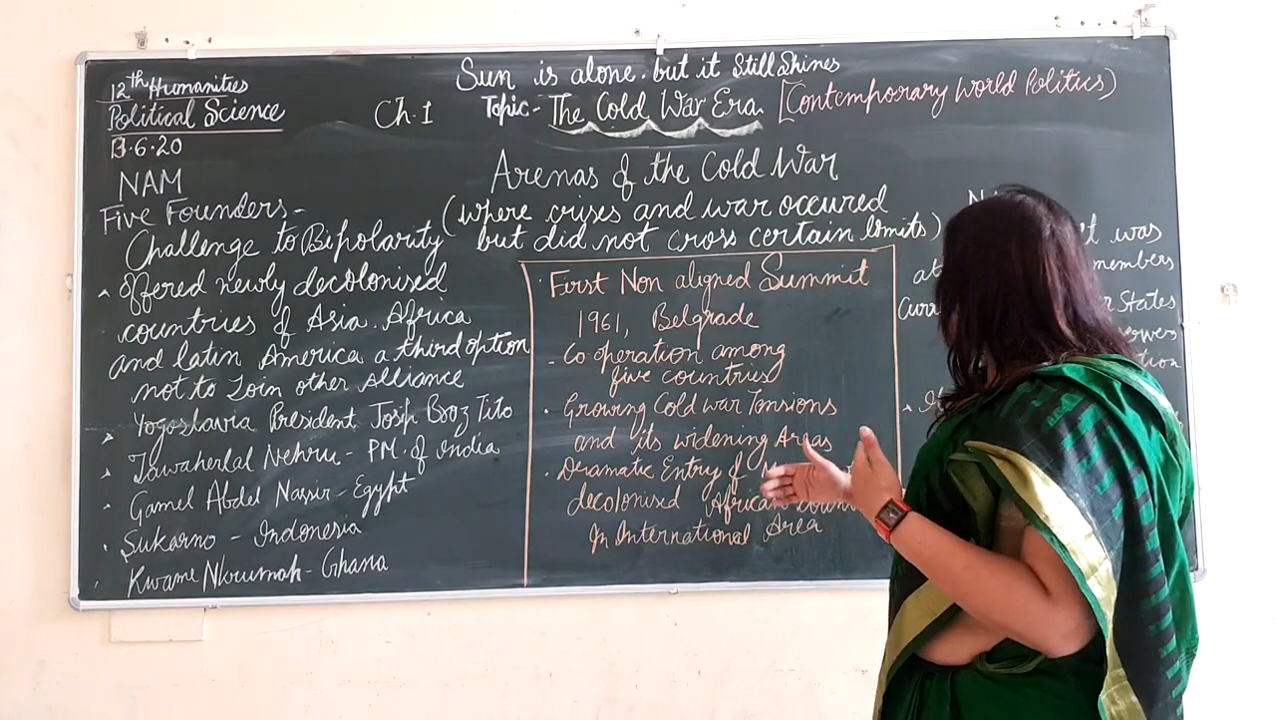 Sun is alone. but it Still Shines
12th Humanities
Political Science
Ch.1
Topic- The Cold War Era [Contemporary World Politics)
13.6.20
NAM
Five Founders-
Challenge to Bipolarity
^ offered newly decolonised
countries of Asia. Africa
and latin America a third option
not to Join other Alliance
Yogoslavia President Josip Broz Tito
Jawaherlal Nehru - PM. of India
Gamel Abdel Nassir - Egypt
Sukarno - Indonesia
Kwame Nkrumah - Ghana
Arenas of the Cold War
(where crises and war occured
but did not cross certain limits)
First Non aligned Summit
1961, Belgrade
- Co operation among
five countries
· Growing Cold war Tensions
and its widening Areas
· Dramatic Entry of
decolonised African
In International Area
was
members
States